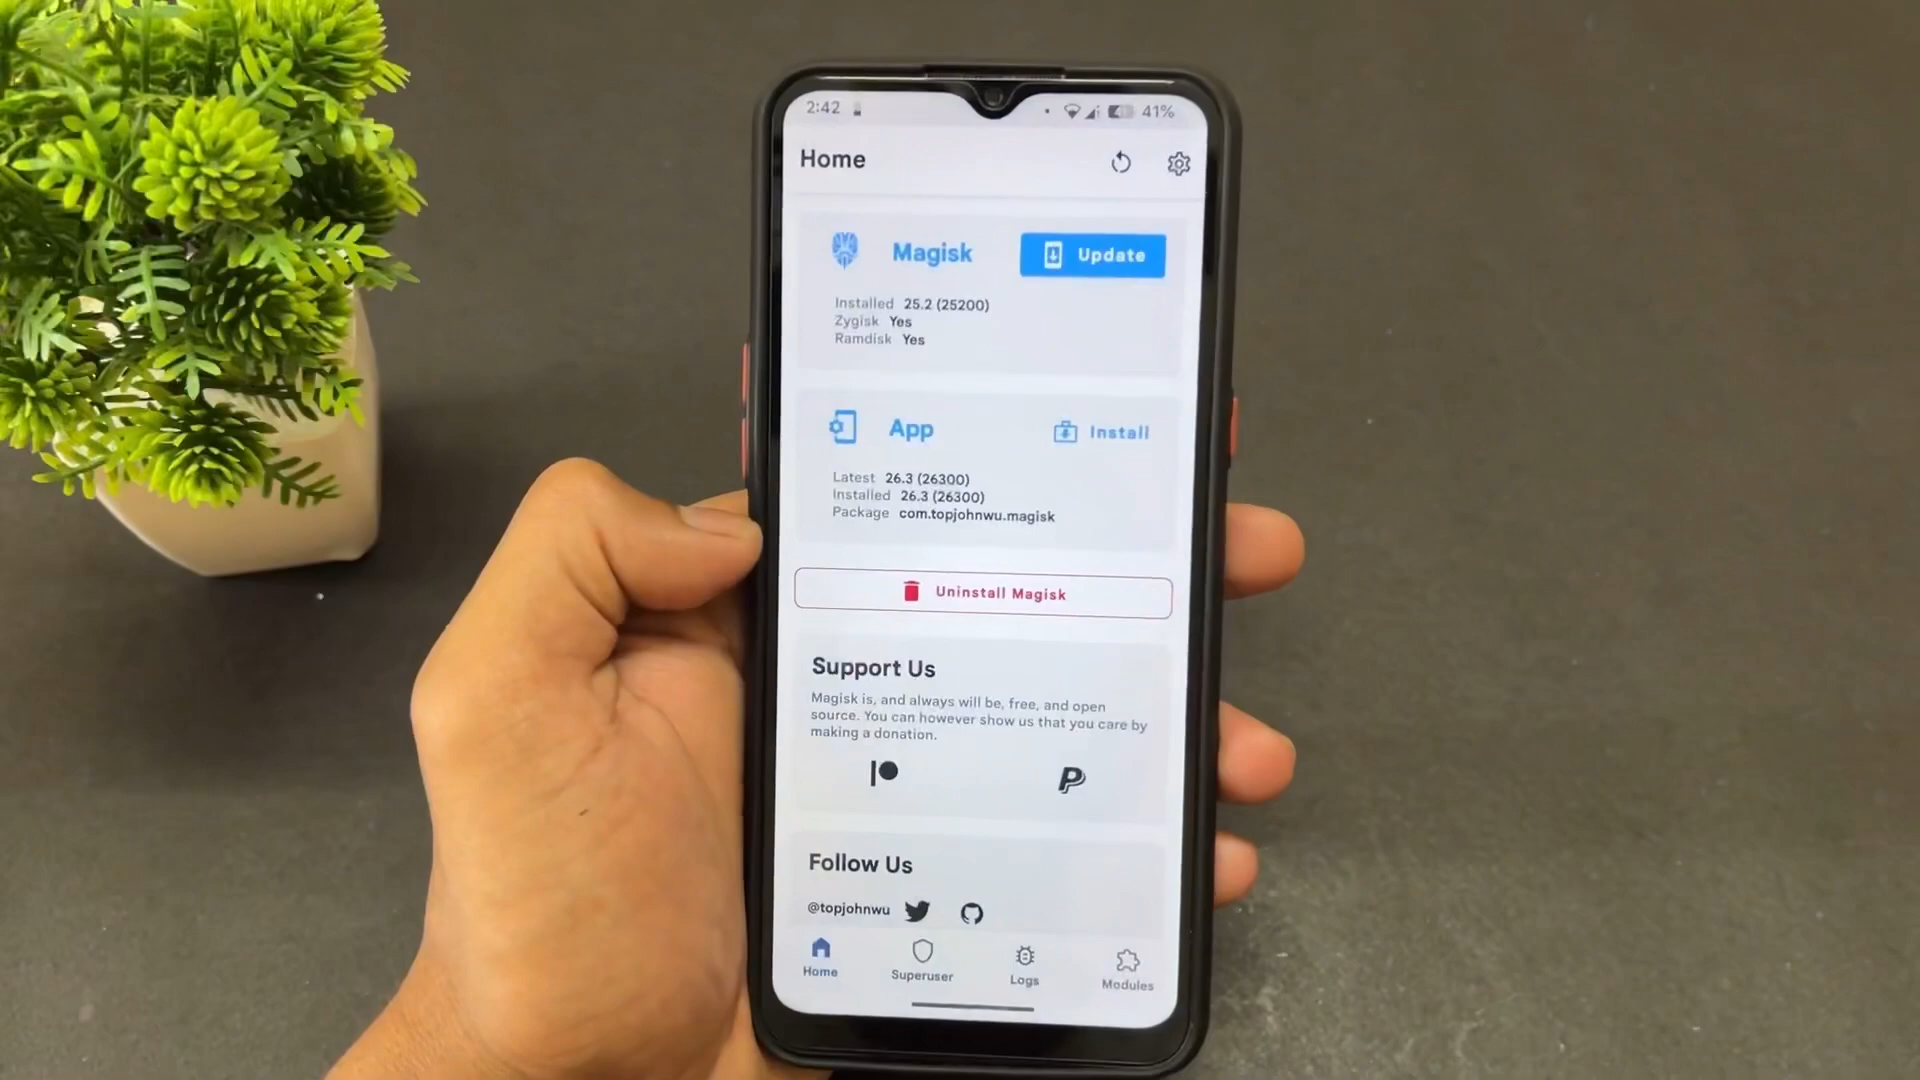 2:42 41%
Home
Magisk
Update
Installed 25.2 (25200)
Zygisk Yes
Ramdisk Yes
App
Install
Latest 26.3 (26300)
Installed 26.3 (26300)
Package com.topjohnwu.magisk
Uninstall Magisk
Support Us
Magisk is, and always will be, free, and open
source. You can however show us that you care by
making a donation.
Follow Us
@topjohnwu
Home Superuser Logs Modules